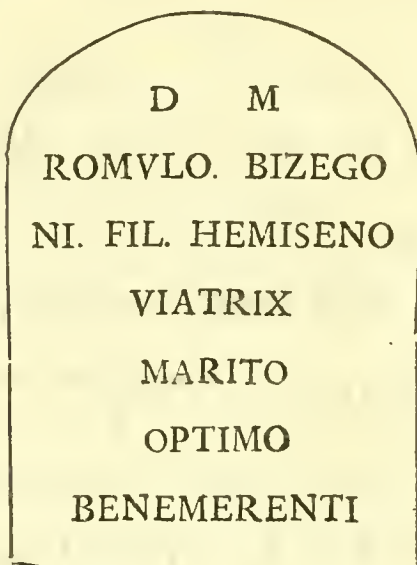 D M
ROMVLO. BIZEGO
NI. FIL. HEMISENO
VIATRIX
MARITO
OPTIMO
BENEMERENTI